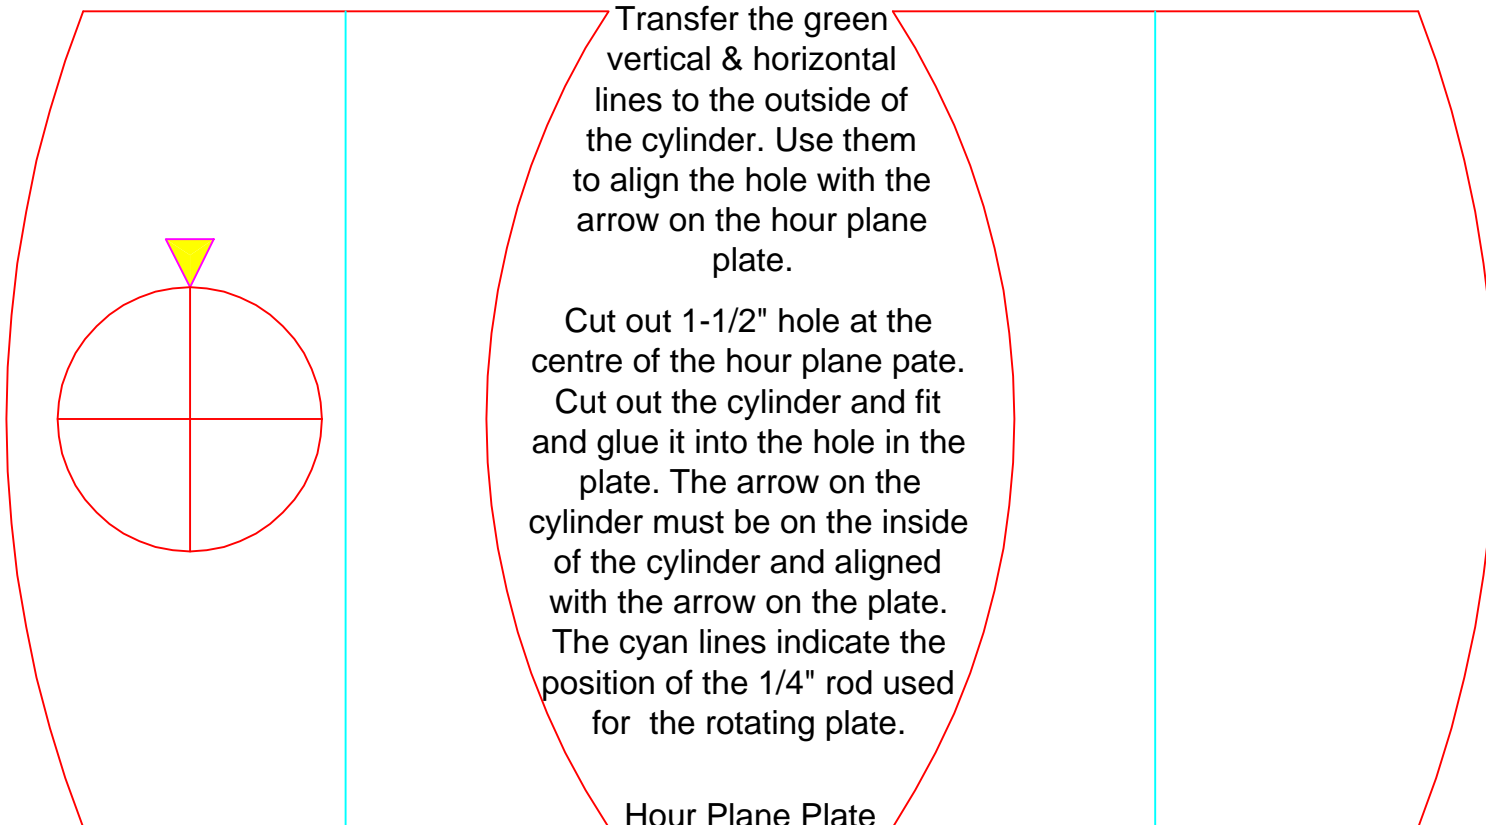 Transfer the green
vertical & horizontal
lines to the outside of
the cylinder. Use them
to align the hole with the
arrow on the hour plane
plate.
Cut out 1-1/2" hole at the
centre of the hour plane pate.
Cut out the cylinder and fit
and glue it into the hole in the
plate. The arrow on the
cylinder must be on the inside
of the cylinder and aligned
with the arrow on the plate.
The cyan lines indicate the
position of the 1/4" rod used
for  the rotating plate.
Hour Plane Plate